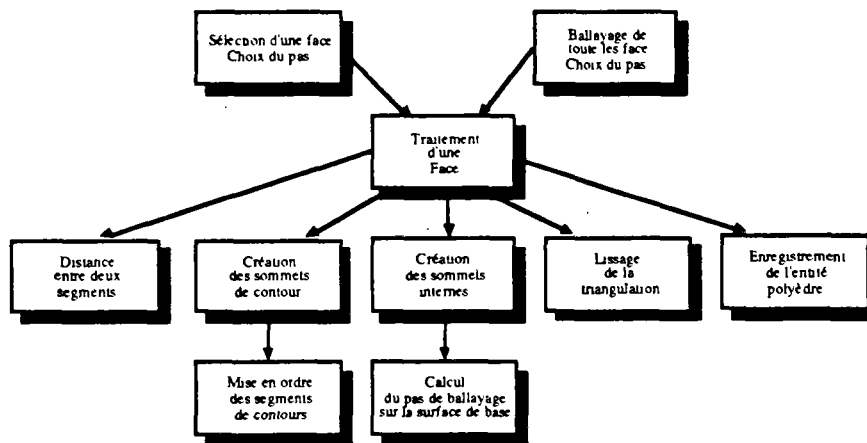 Sélection d'une face
Choix du pas
Ballayage de
toute les face
Choix du pas
Traitement
d'une
Face
Distance
entre deux
segments
Création
des sommets
de contour
Création
des sommets
internes
Lissage
de la
triangulation
Enregistrement
de l'entité
polyèdre
Mise en ordre
des segments
de contours
Calcul
du pas de ballayage
sur la surface de base